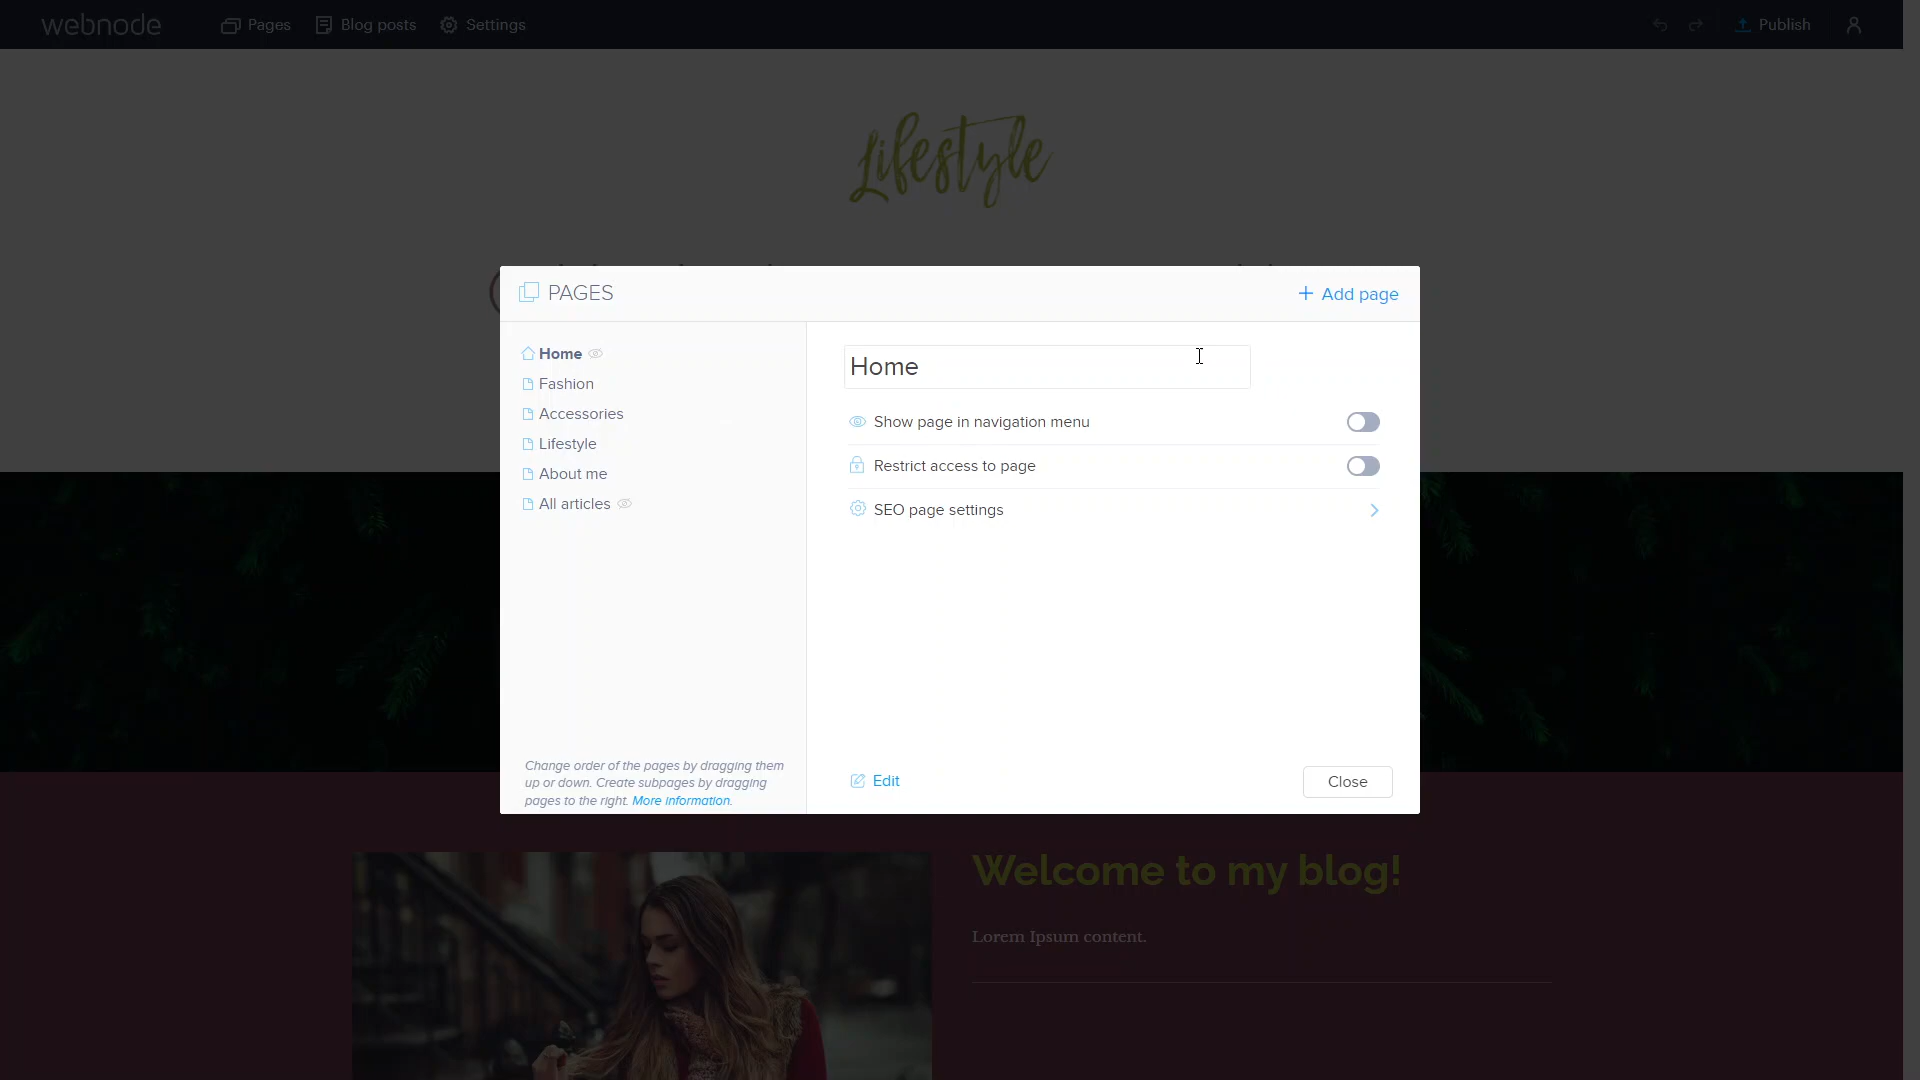 webnode
Pages
Blog posts
Settings
Publish
Lifestyle
PAGES
Add page
Home
Fashion
Accessories
Lifestyle
About me
All articles
Change order of the pages by dragging them
up or down. Create subpages by dragging
pages to the right. More information.
Home
Show page in navigation menu
Restrict access to page
SEO page settings
Edit
Close
Welcome to my blog!
Lorem Ipsum content.